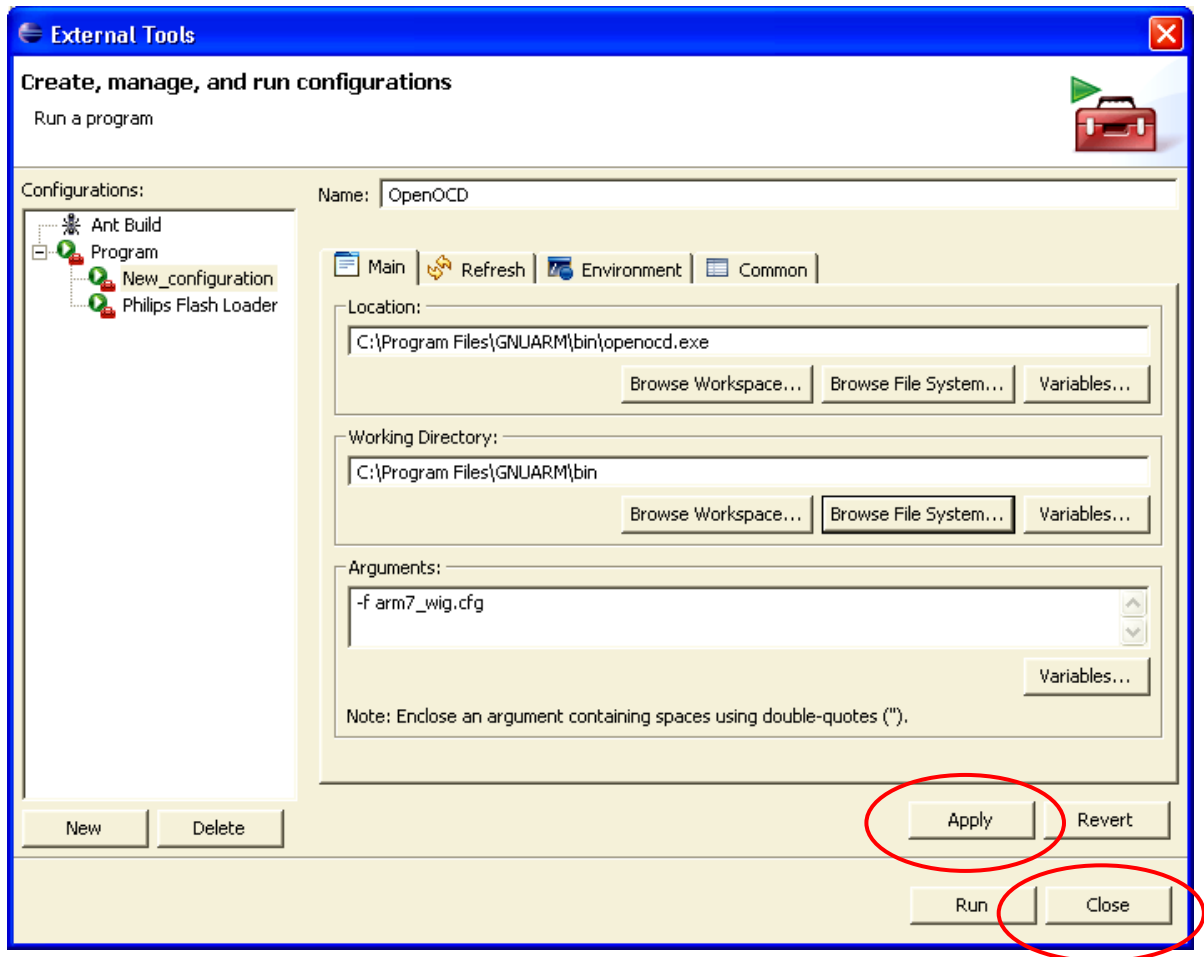 External Tools
Create, manage, and run configurations
Run a program
Configurations:
Ant Build
Program
New_configuration
Philips Flash Loader
New Delete
Name: OpenOCD
Main Refresh Environment Common
Location:
C:\Program Files\GNUARM\bin\openocd.exe
Browse Workspace... Browse File System... Variables...
Working Directory:
C:\Program Files\GNUARM\bin
Browse Workspace... Browse File System... Variables...
Arguments:
-f arm7_wig.cfg
Variables...
Note: Enclose an argument containing spaces using double-quotes (").
Apply Revert
Run Close